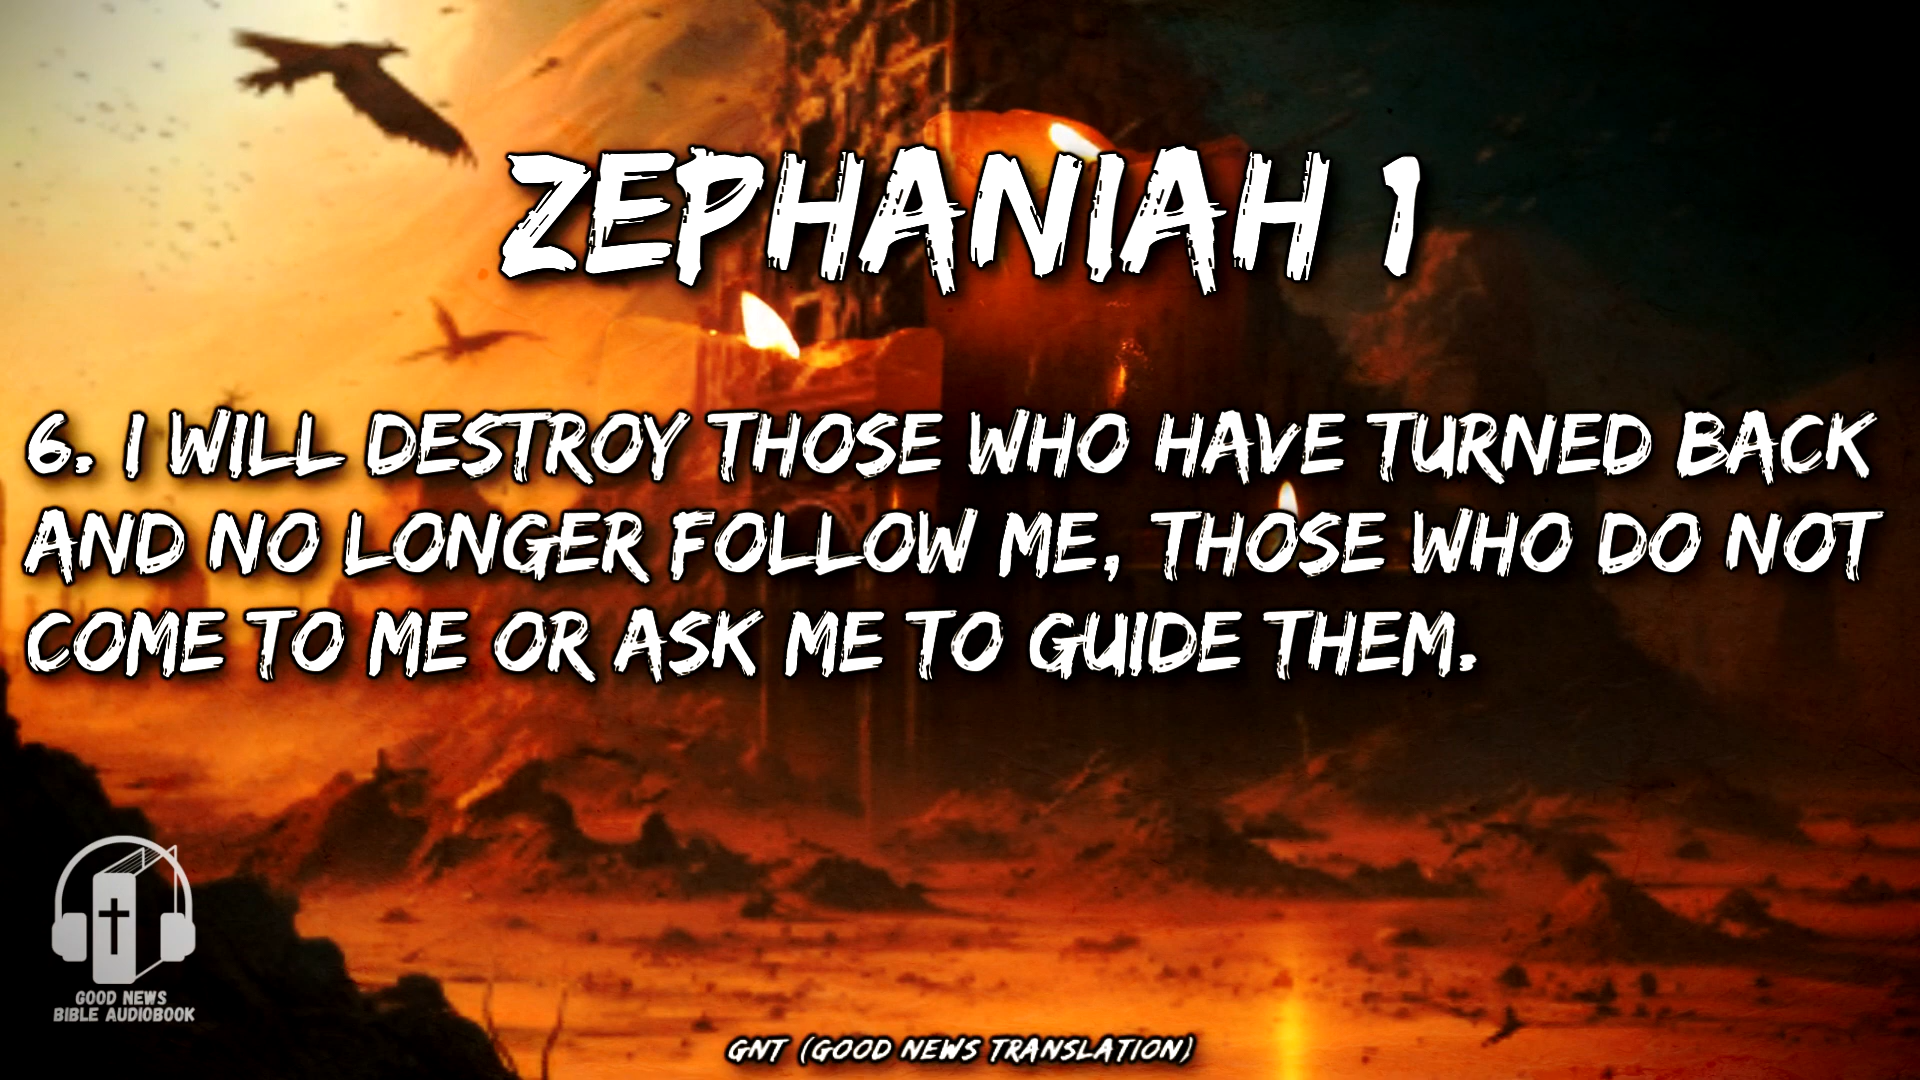 ZEPHANIAH 1
6. I WILL DESTROY THOSE WHO HAVE TURNED BACK
AND NO LONGER FOLLOW ME, THOSE WHO DO NOT
COME TO ME OR ASK ME TO GUIDE THEM.
GOOD NEWS
BIBLE AUDIOBOOK
GNT (GOOD NEWS TRANSLATION)